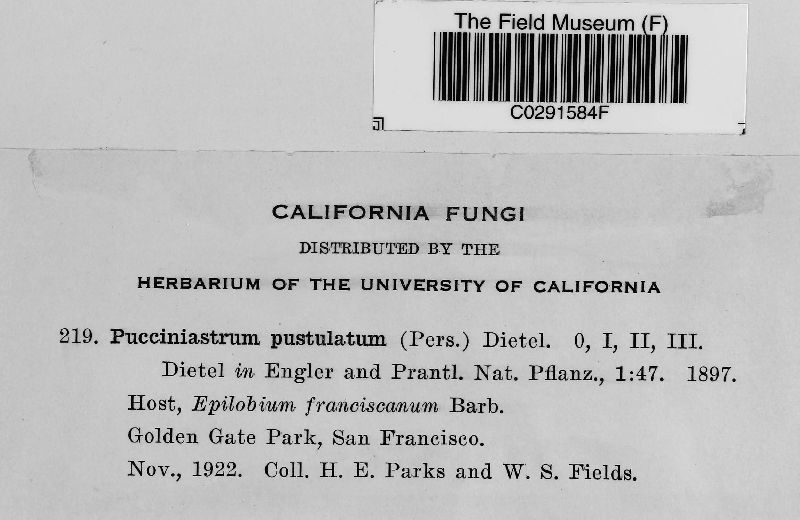 The Field Museum (F)
C0291584F
CALIFORNIA FUNGI
DISTRIBUTED BY THE
HERBARIUM OF THE UNIVERSITY OF CALIFORNIA
219. Pucciniastrum pustulatum (Pers.) Dietel. 0, I, II, III.
Dietel in Engler and Prantl. Nat. Pflanz., 1:47. 1897.
Host, Epilobium franciscanum Barb.
Golden Gate Park, San Francisco.
Nov., 1922. Coll. H. E. Parks and W. S. Fields.